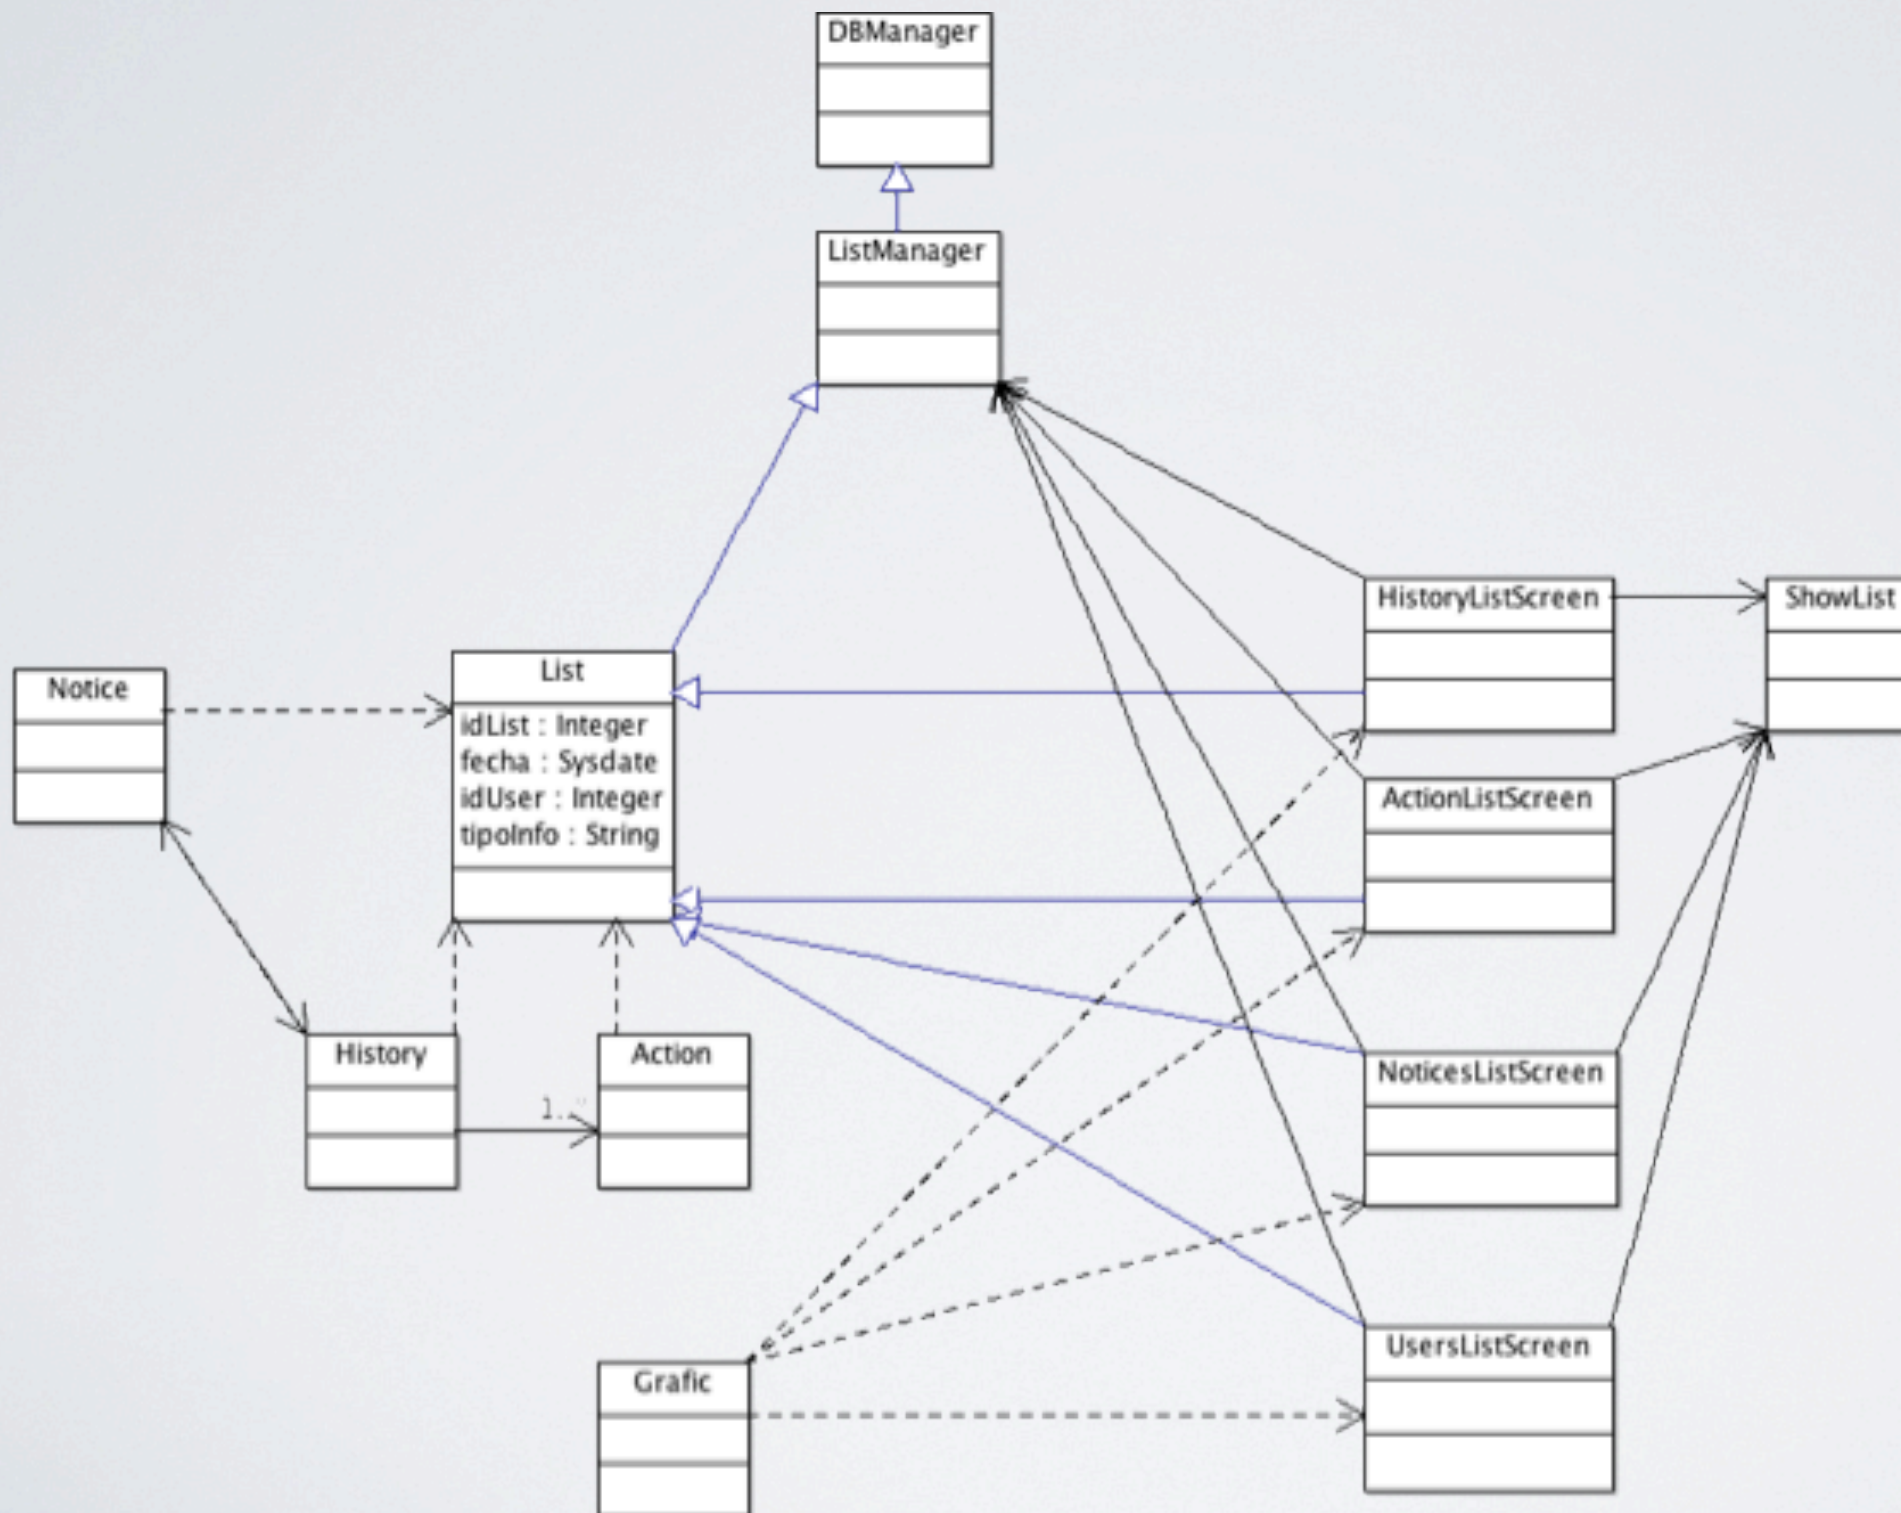 DBManager
ListManager
HistoryListScreen
ShowList
List
Notice
idList : Integer
fecha : Sysdate
idUser : Integer
tipoInfo : String
ActionListScreen
History
Action
1..*
NoticesListScreen
UsersListScreen
Grafic